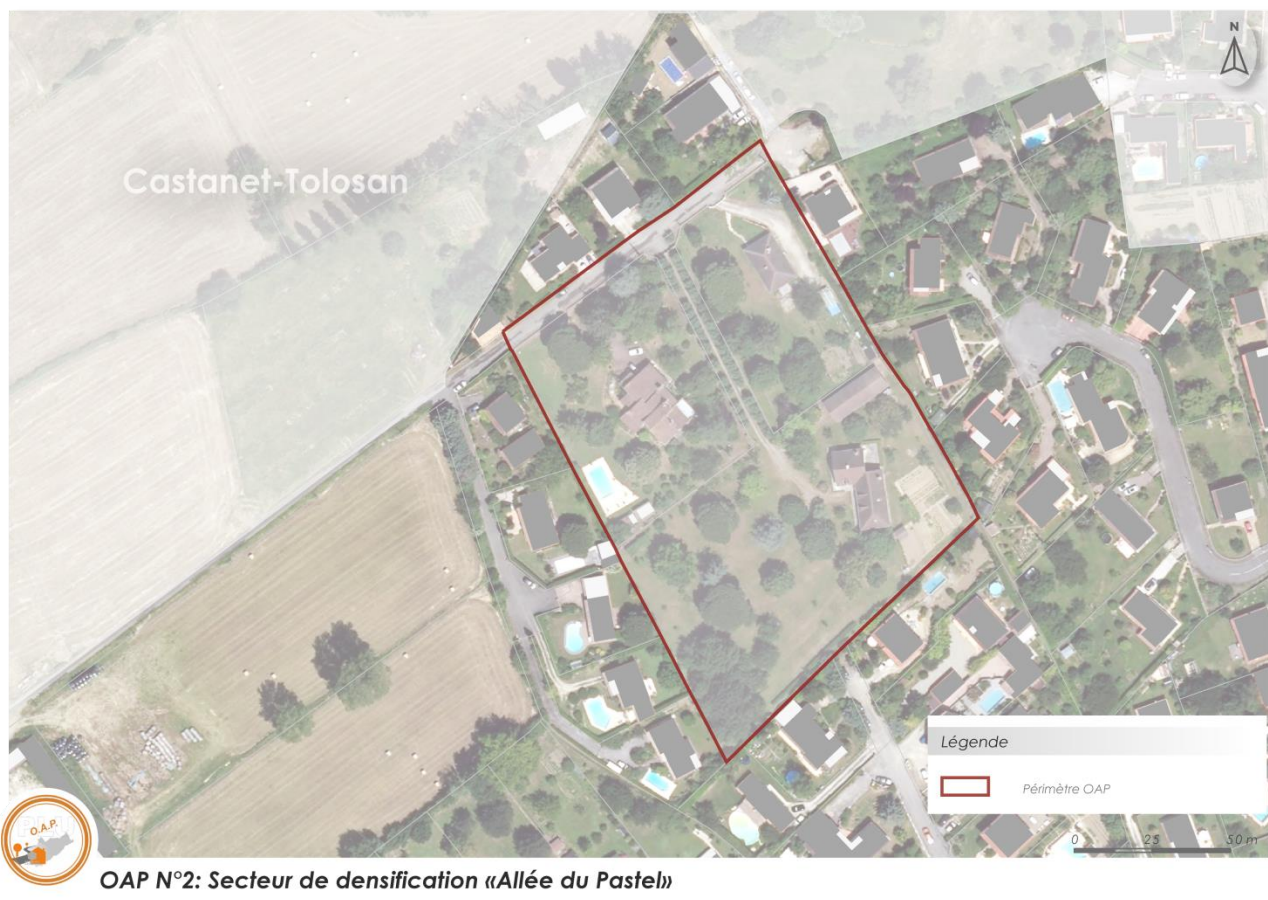 N
Castanet-Tolosan
Légende
Périmètre OAP
0 25 50 m
O.A.P.
OAP N°2: Secteur de densification «Allée du Pastel»